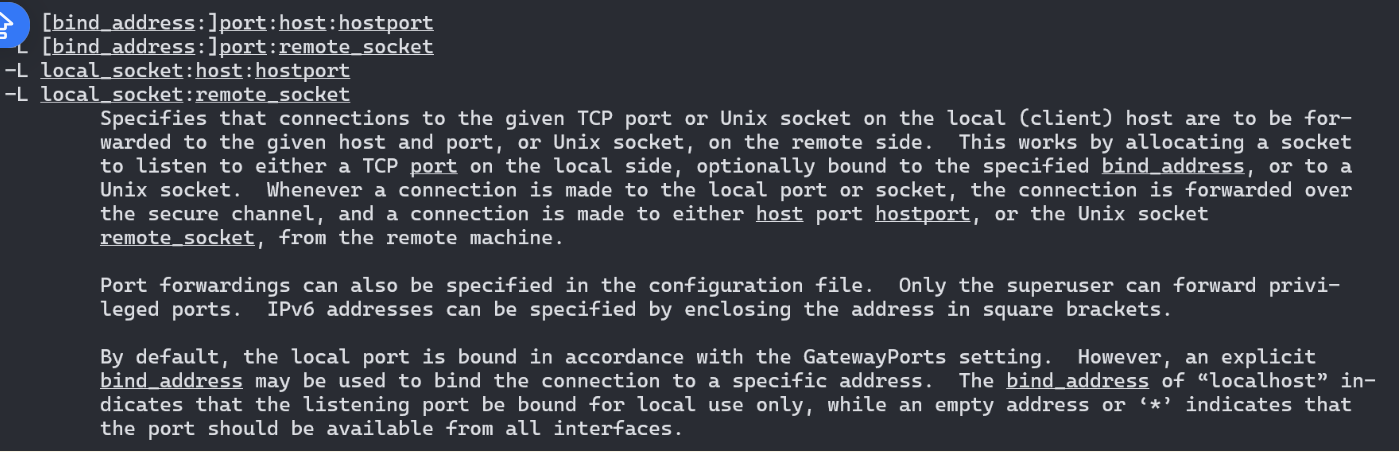 [bind_address:]port:host:hostport
L [bind_address:]port:remote_socket
-L local_socket:host:hostport
-L local_socket:remote_socket
Specifies that connections to the given TCP port or Unix socket on the local (client) host are to be for-
warded to the given host and port, or Unix socket, on the remote side.  This works by allocating a socket
to listen to either a TCP port on the local side, optionally bound to the specified bind_address, or to a
Unix socket.  Whenever a connection is made to the local port or socket, the connection is forwarded over
the secure channel, and a connection is made to either host port hostport, or the Unix socket
remote_socket, from the remote machine.

Port forwardings can also be specified in the configuration file.  Only the superuser can forward privi-
leged ports.  IPv6 addresses can be specified by enclosing the address in square brackets.

By default, the local port is bound in accordance with the GatewayPorts setting.  However, an explicit
bind_address may be used to bind the connection to a specific address.  The bind_address of “localhost” in-
dicates that the listening port be bound for local use only, while an empty address or ‘*’ indicates that
the port should be available from all interfaces.